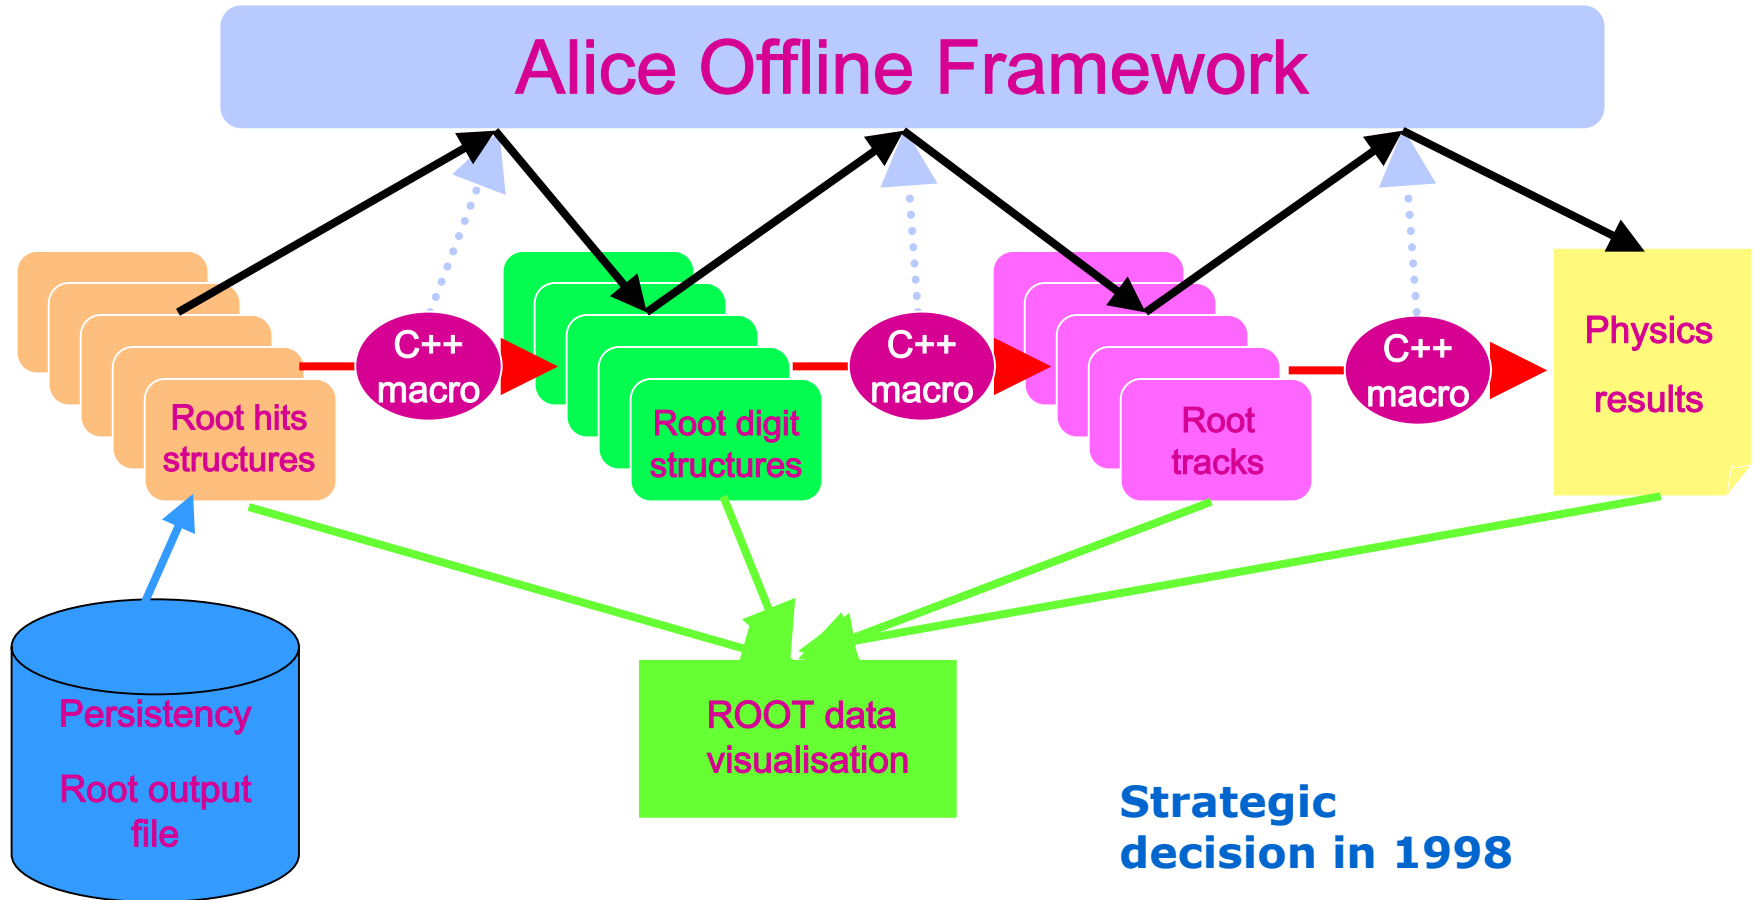 Alice Offline Framework
C++
macro
C++
macro
C++
macro
Root hits
structures
Root digit
structures
Root
tracks
Physics
results
Persistency
Root output
file
ROOT data
visualisation
Strategic
decision in 1998